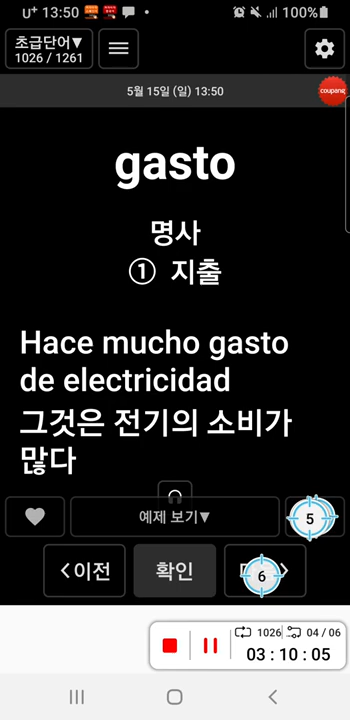 U+ 13:50 100%
초급단어▼
1026 / 1261
5월 15일 (일) 13:50
coupang
gasto
명사
① 지출
Hace mucho gasto
de electricidad
그것은 전기의 소비가
많다
예제 보기▼
5
<이전
확인
6
>
1026 04 / 06
03 : 10 : 05